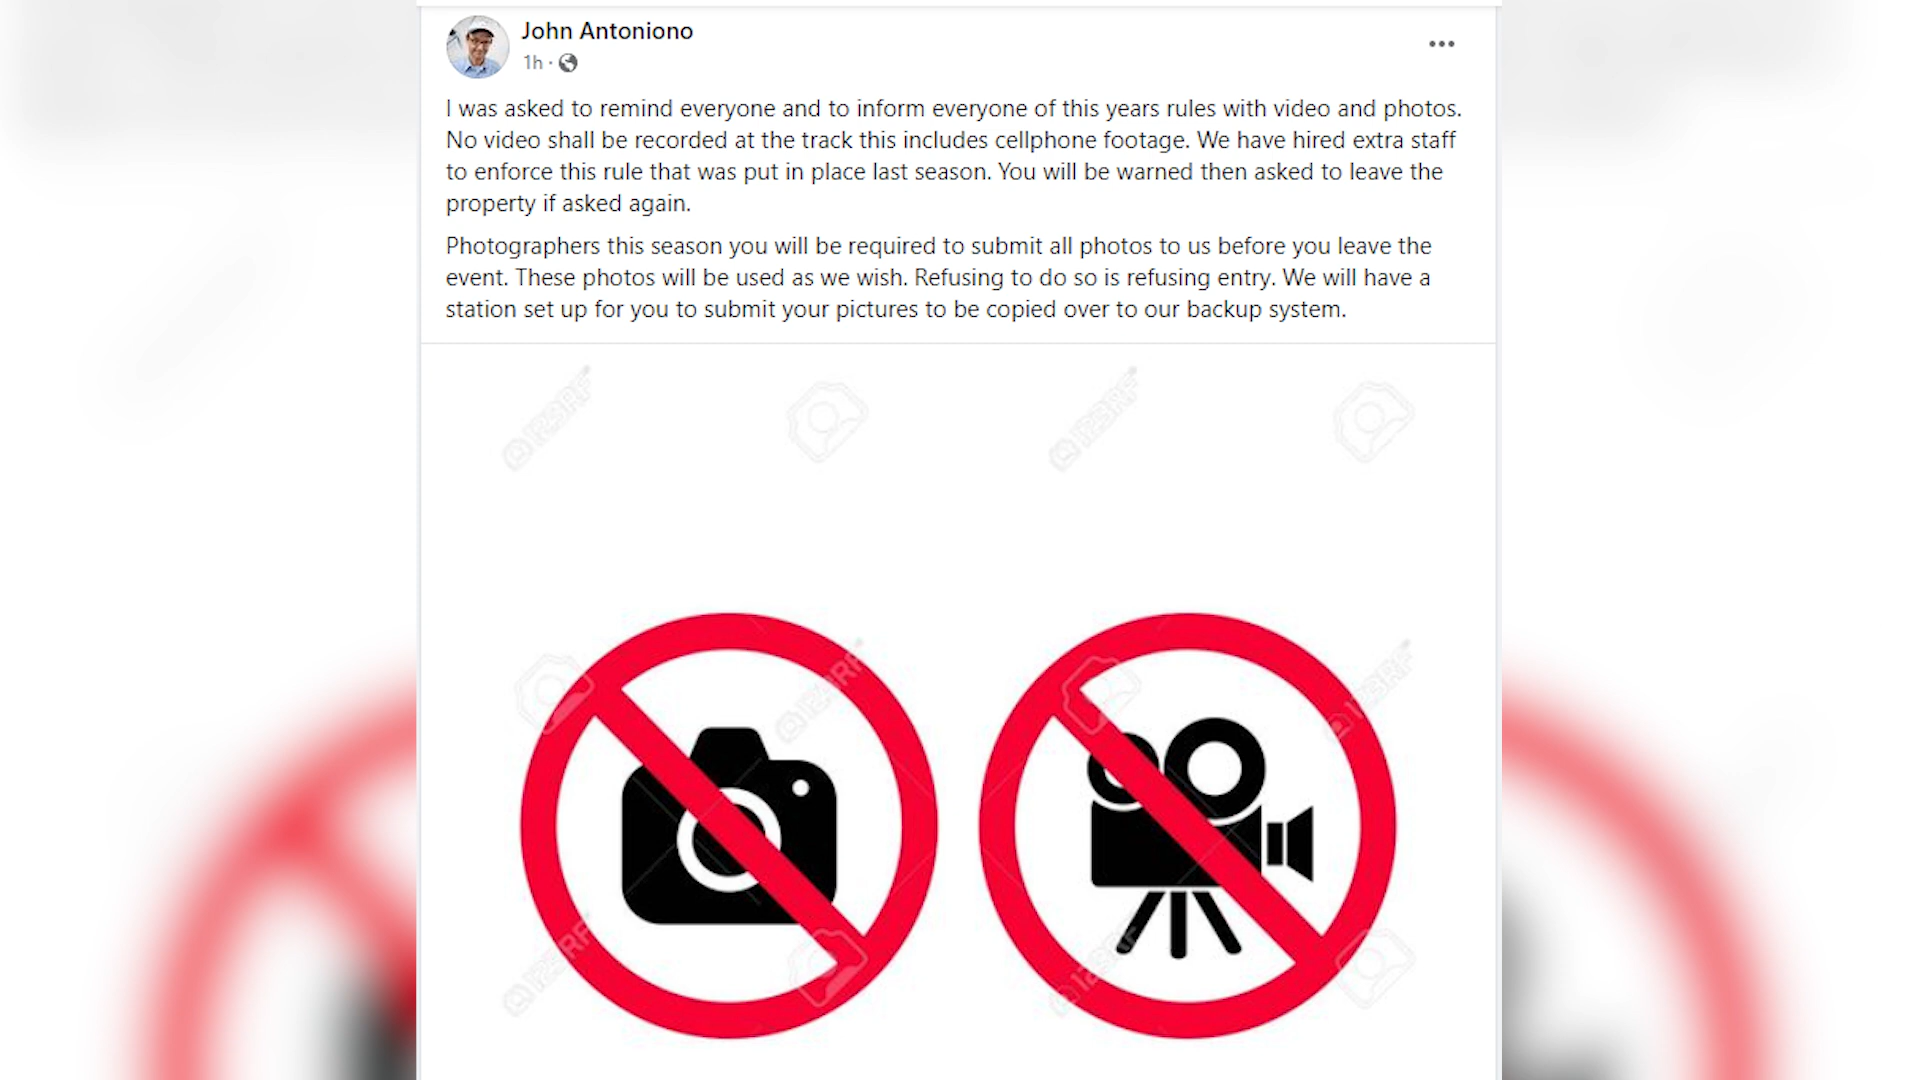 John Antoniono
1h ·
I was asked to remind everyone and to inform everyone of this years rules with video and photos.
No video shall be recorded at the track this includes cellphone footage. We have hired extra staff
to enforce this rule that was put in place last season. You will be warned then asked to leave the
property if asked again.
Photographers this season you will be required to submit all photos to us before you leave the
event. These photos will be used as we wish. Refusing to do so is refusing entry. We will have a
station set up for you to submit your pictures to be copied over to our backup system.
123RF
123RF
123RF
123RF
123RF
123RF